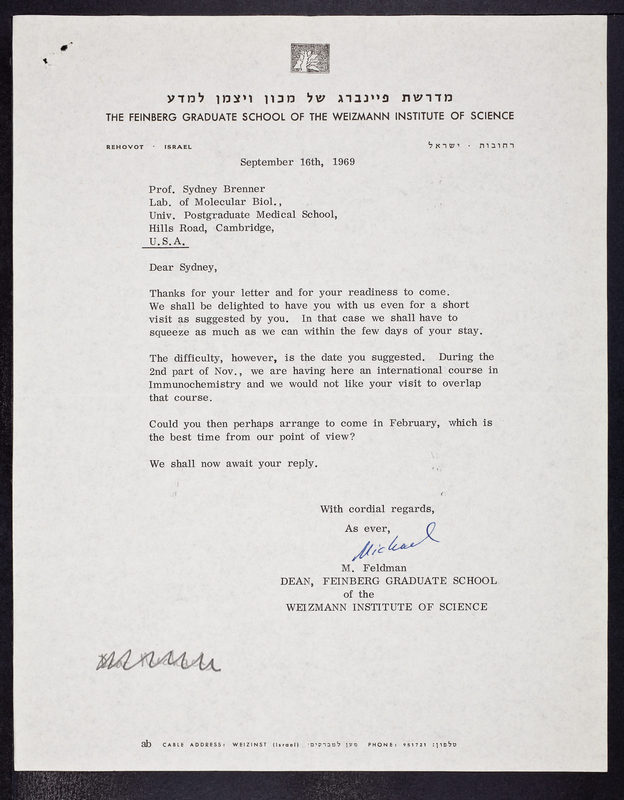 מדרשת פיינברג של מכון ויצמן למדע
THE FEINBERG GRADUATE SCHOOL OF THE WEIZMANN INSTITUTE OF SCIENCE
REHOVOT · ISRAEL
רחובות · ישראל
September 16th, 1969
Prof. Sydney Brenner
Lab. of Molecular Biol.,
Univ. Postgraduate Medical School,
Hills Road, Cambridge,
U.S.A.
Dear Sydney,
Thanks for your letter and for your readiness to come.
We shall be delighted to have you with us even for a short
visit as suggested by you. In that case we shall have to
squeeze as much as we can within the few days of your stay.
The difficulty, however, is the date you suggested. During the
2nd part of Nov., we are having here an international course in
Immunochemistry and we would not like your visit to overlap
that course.
Could you then perhaps arrange to come in February, which is
the best time from our point of view?
We shall now await your reply.
With cordial regards,
As ever,
Michael
M. Feldman
DEAN, FEINBERG GRADUATE SCHOOL
of the
WEIZMANN INSTITUTE OF SCIENCE
ab CABLE ADDRESS: WEIZINST (Israel) מען למברקים: PHONE: 951721 טלפון: